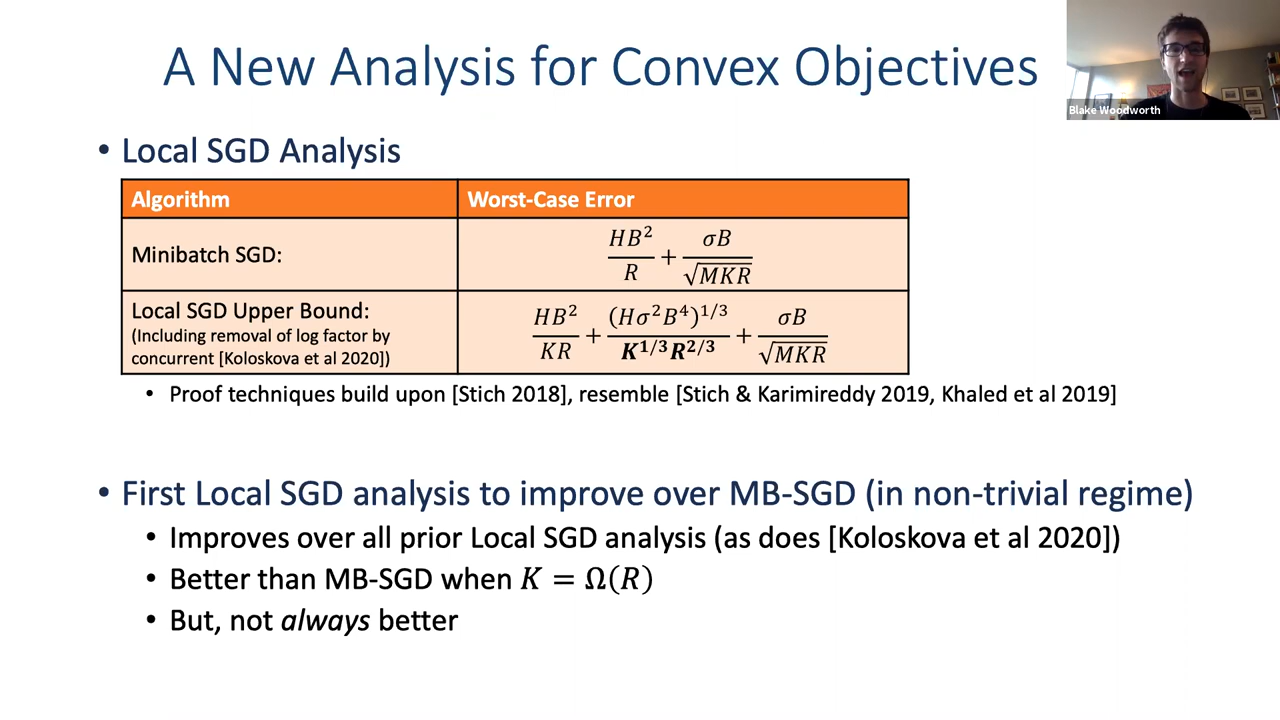 A New Analysis for Convex Objectives
Blake Woodworth
• Local SGD Analysis
Algorithm
Worst-Case Error
Minibatch SGD:
HB²/R + σB/√MKR
Local SGD Upper Bound:
(Including removal of log factor by
concurrent [Koloskova et al 2020])
HB²/KR + (Hσ²B⁴)^{1/3}/K^{1/3}R^{2/3} + σB/√MKR
• Proof techniques build upon [Stich 2018], resemble [Stich & Karimireddy 2019, Khaled et al 2019]
• First Local SGD analysis to improve over MB-SGD (in non-trivial regime)
• Improves over all prior Local SGD analysis (as does [Koloskova et al 2020])
• Better than MB-SGD when K = Ω(R)
• But, not always better